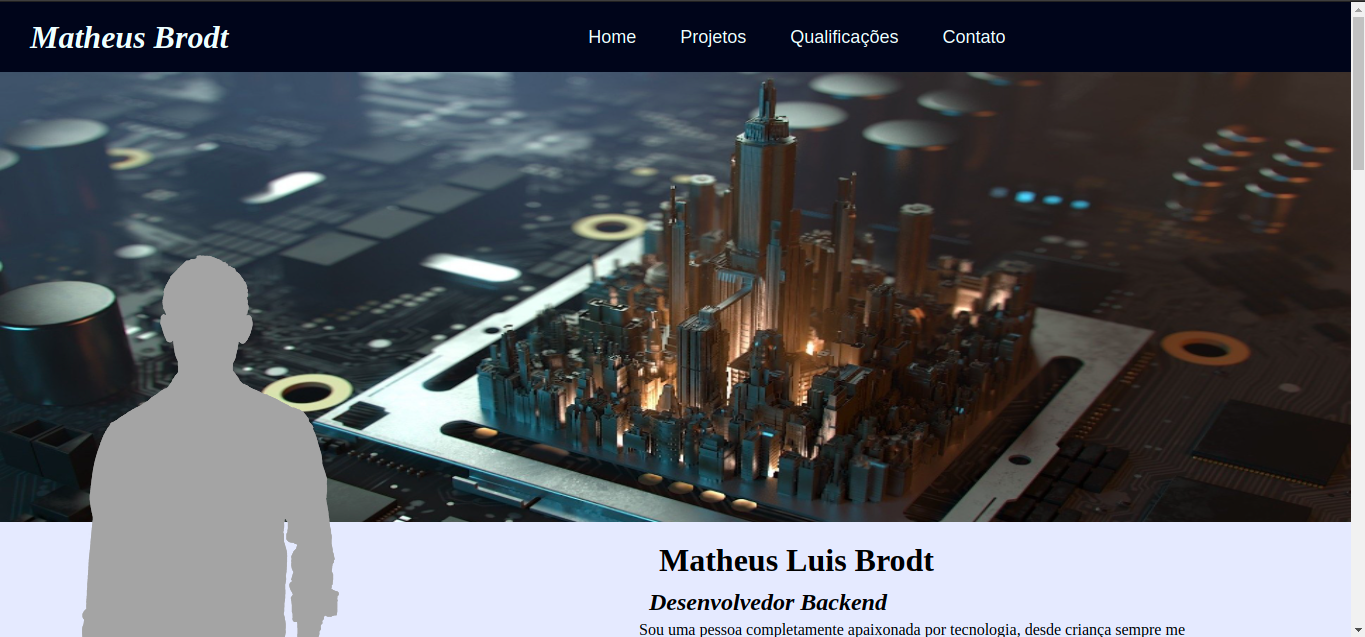 Matheus Brodt
Home Projetos Qualificações Contato
Matheus Luis Brodt
Desenvolvedor Backend
Sou uma pessoa completamente apaixonada por tecnologia, desde criança sempre me